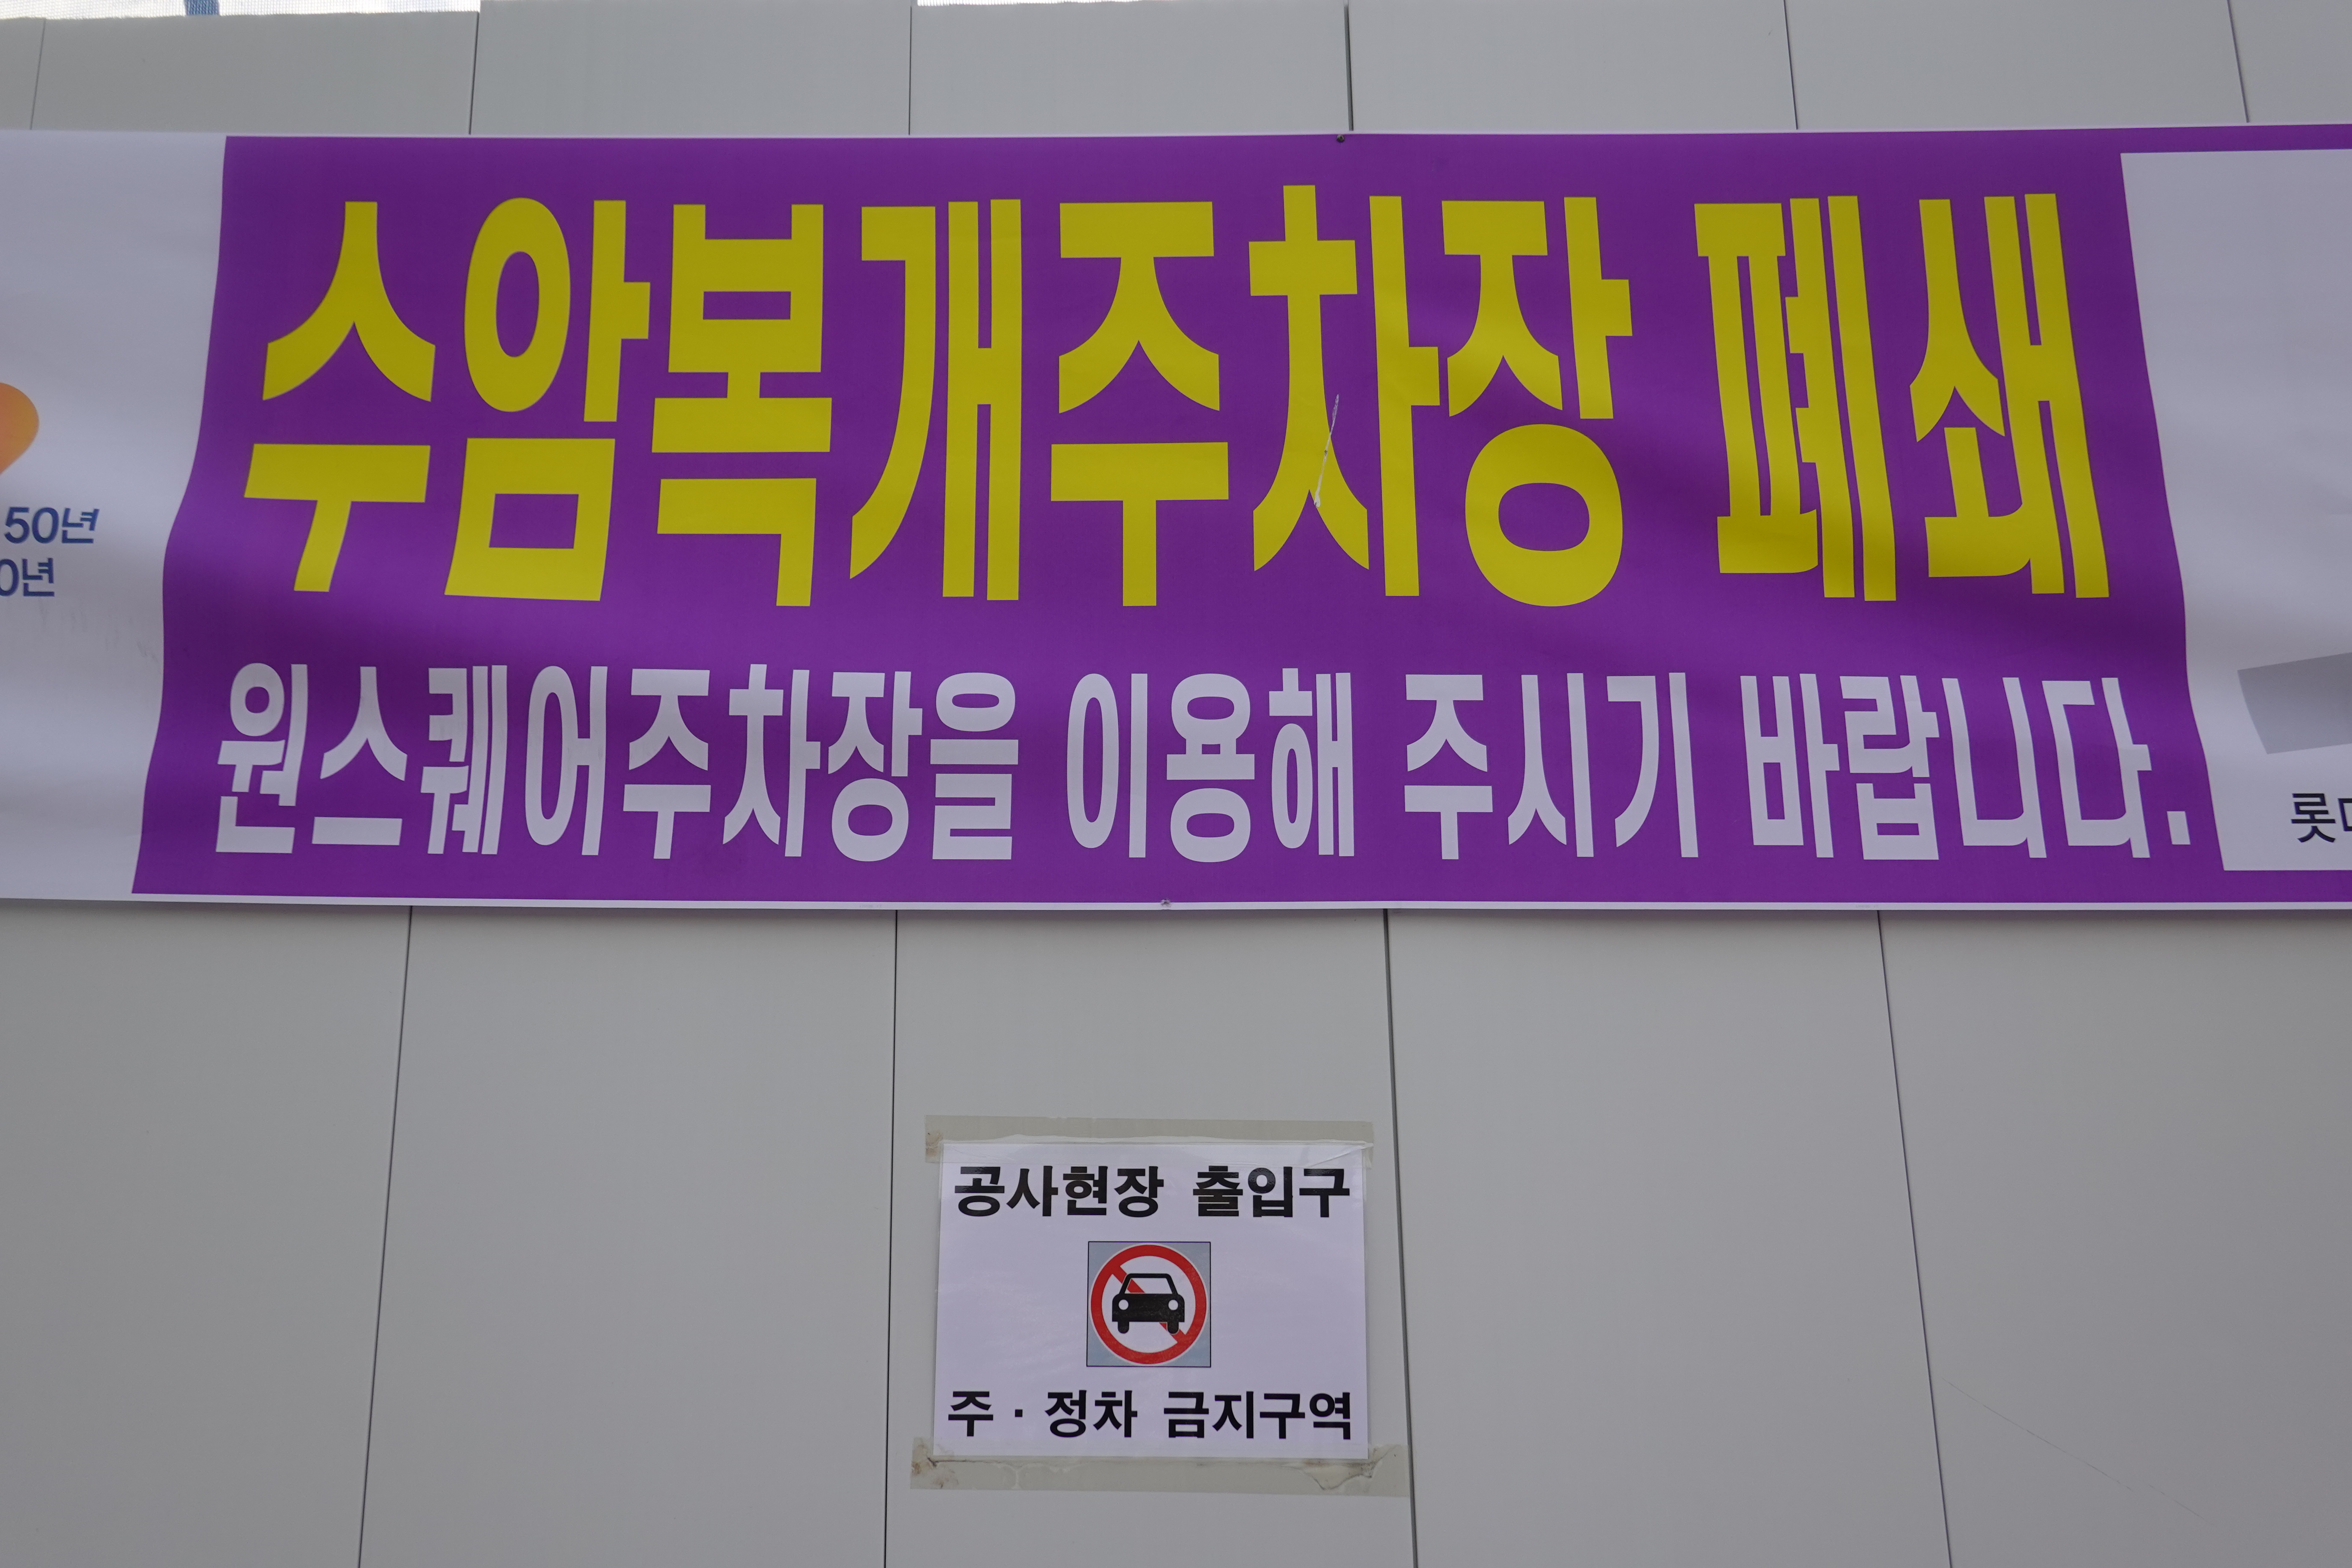 수암복개주차장 폐쇄
원스퀘어주차장을 이용해 주시기 바랍니다.
50년
0년
공사현장 출입구
주 · 정차 금지구역